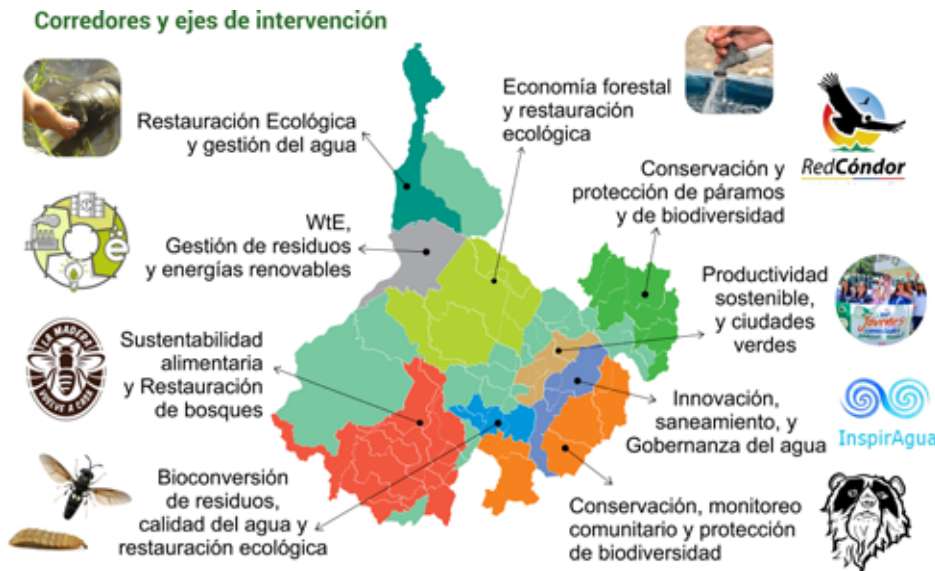 Corredores y ejes de intervención
Restauración Ecológica
y gestión del agua
Economía forestal
y restauración
ecológica
RedCóndor
Conservación y
protección de páramos
y de biodiversidad
WtE,
Gestión de residuos
y energías renovables
Productividad
sostenible,
y ciudades
verdes
Jóvenes
LA MADERA
VUELVE A CASA
Sustentabilidad
alimentaria
y Restauración
de bosques
Innovación,
saneamiento, y
Gobernanza del agua
InspirAgua
Bioconversión
de residuos,
calidad del agua y
restauración ecológica
Conservación, monitoreo
comunitario y protección
de biodiversidad